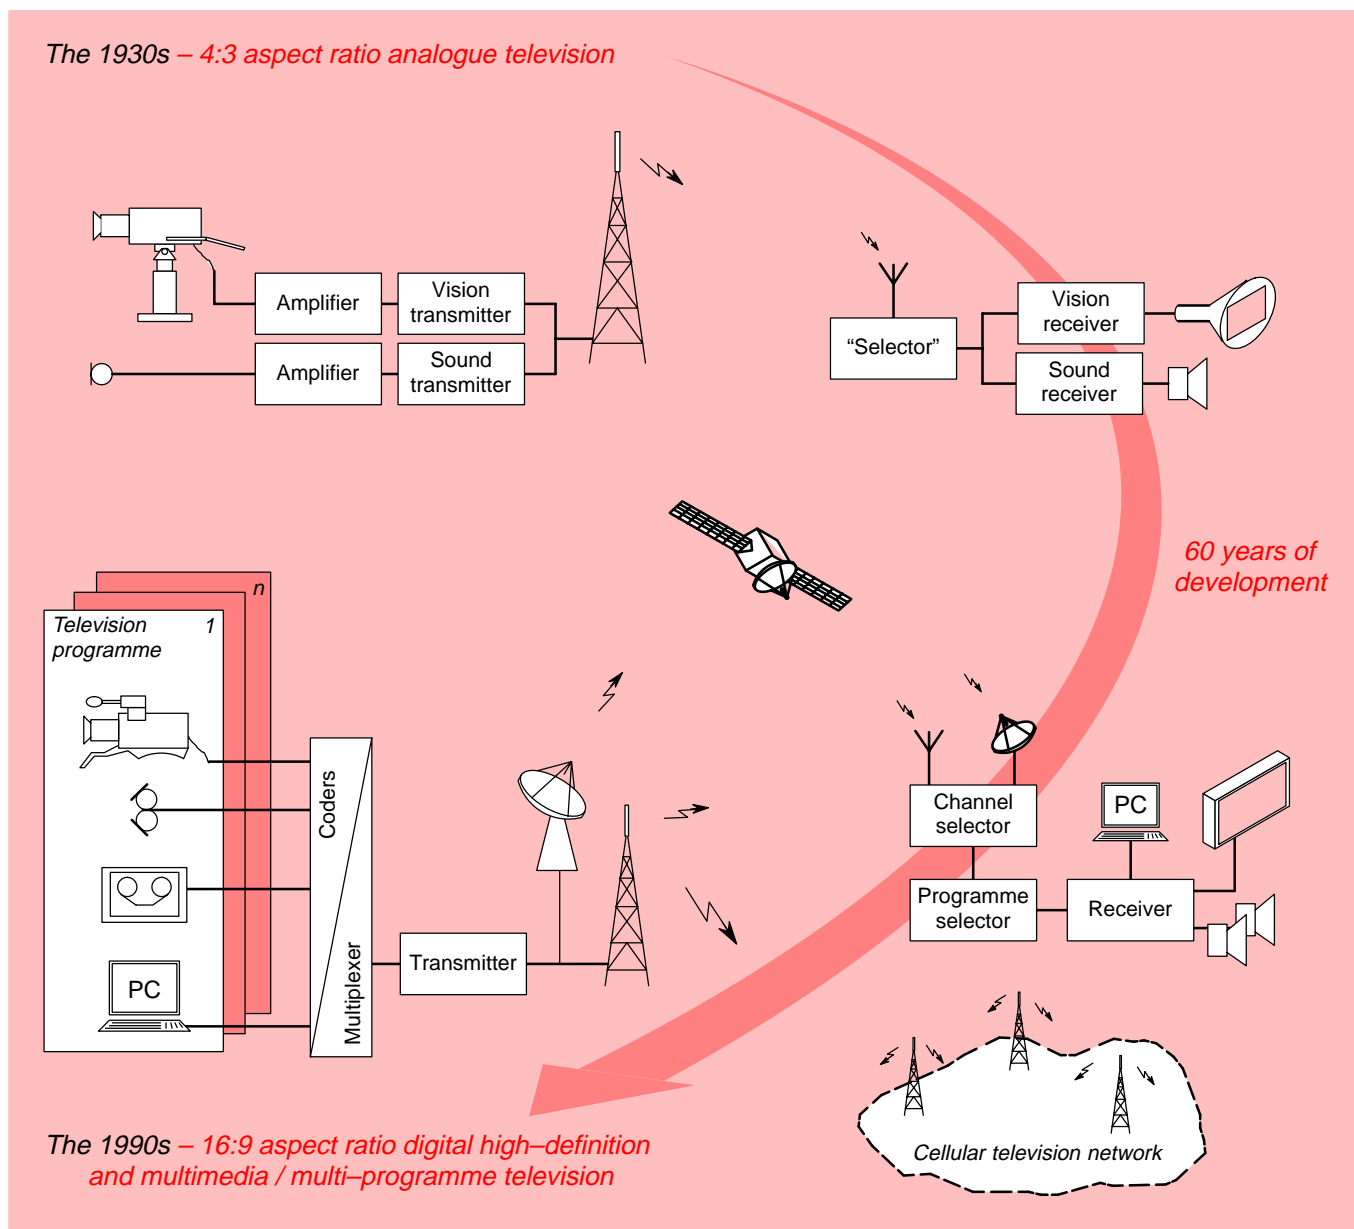 The 1930s – 4:3 aspect ratio analogue television
Amplifier
Vision
transmitter
Amplifier
Sound
transmitter
“Selector”
Vision
receiver
Sound
receiver
60 years of
development
n
Television
programme
1
PC
Coders
Multiplexer
Transmitter
Channel
selector
Programme
selector
PC
Receiver
Cellular television network
The 1990s – 16:9 aspect ratio digital high–definition
and multimedia / multi–programme television